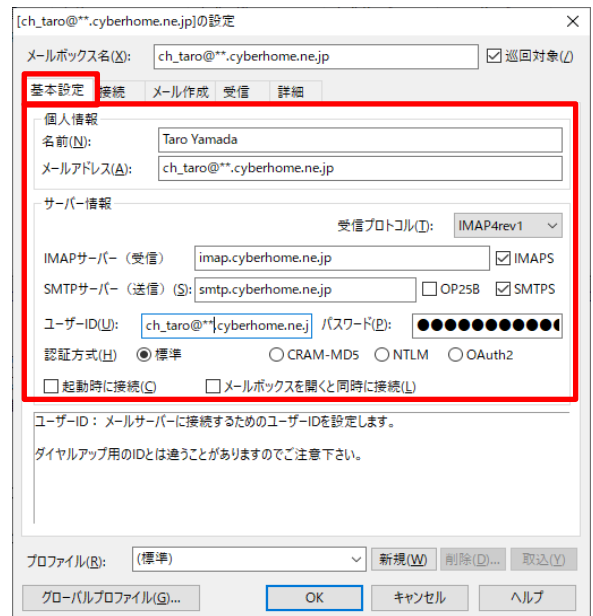 [ch_taro@**.cyberhome.ne.jp]の設定
メールボックス名(X): ch_taro@**.cyberhome.ne.jp 巡回対象(/)
基本設定 接続 メール作成 受信 詳細
個人情報
名前(N): Taro Yamada
メールアドレス(A): ch_taro@**.cyberhome.ne.jp
サーバー情報
受信プロトコル(T): IMAP4rev1
IMAPサーバー（受信） imap.cyberhome.ne.jp IMAPS
SMTPサーバー（送信）(S): smtp.cyberhome.ne.jp OP25B SMTPS
ユーザーID(U): ch_taro@**.cyberhome.ne.j パスワード(P): ●●●●●●●●●●●
認証方式(H) 標準 CRAM-MD5 NTLM OAuth2
起動時に接続(C) メールボックスを開くと同時に接続(L)
ユーザーID： メールサーバーに接続するためのユーザーIDを設定します。
ダイヤルアップ用のIDとは違うことがありますのでご注意下さい。
プロファイル(R): (標準) 新規(W) 削除(D)... 取込(Y)
グローバルプロファイル(G)... OK キャンセル ヘルプ